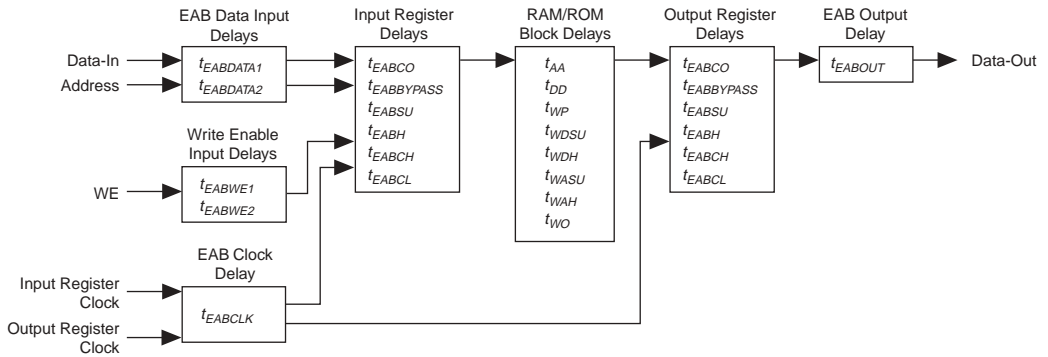 EAB Data Input
Delays
Data-In
Address
tEABDATA1
tEABDATA2
Write Enable
Input Delays
WE
tEABWE1
tEABWE2
EAB Clock
Delay
Input Register
Clock
Output Register
Clock
tEABCLK
Input Register
Delays
tEABCO
tEABBYPASS
tEABSU
tEABH
tEABCH
tEABCL
RAM/ROM
Block Delays
tAA
tDD
tWP
tWDSU
tWDH
tWASU
tWAH
tWO
Output Register
Delays
tEABCO
tEABBYPASS
tEABSU
tEABH
tEABCH
tEABCL
EAB Output
Delay
tEABOUT
Data-Out